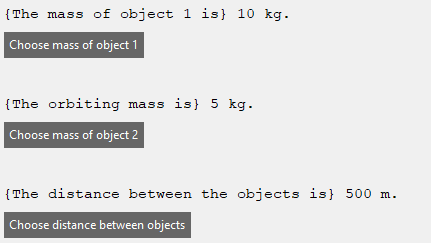 {The mass of object 1 is} 10 kg.
Choose mass of object 1
{The orbiting mass is} 5 kg.
Choose mass of object 2
{The distance between the objects is} 500 m.
Choose distance between objects